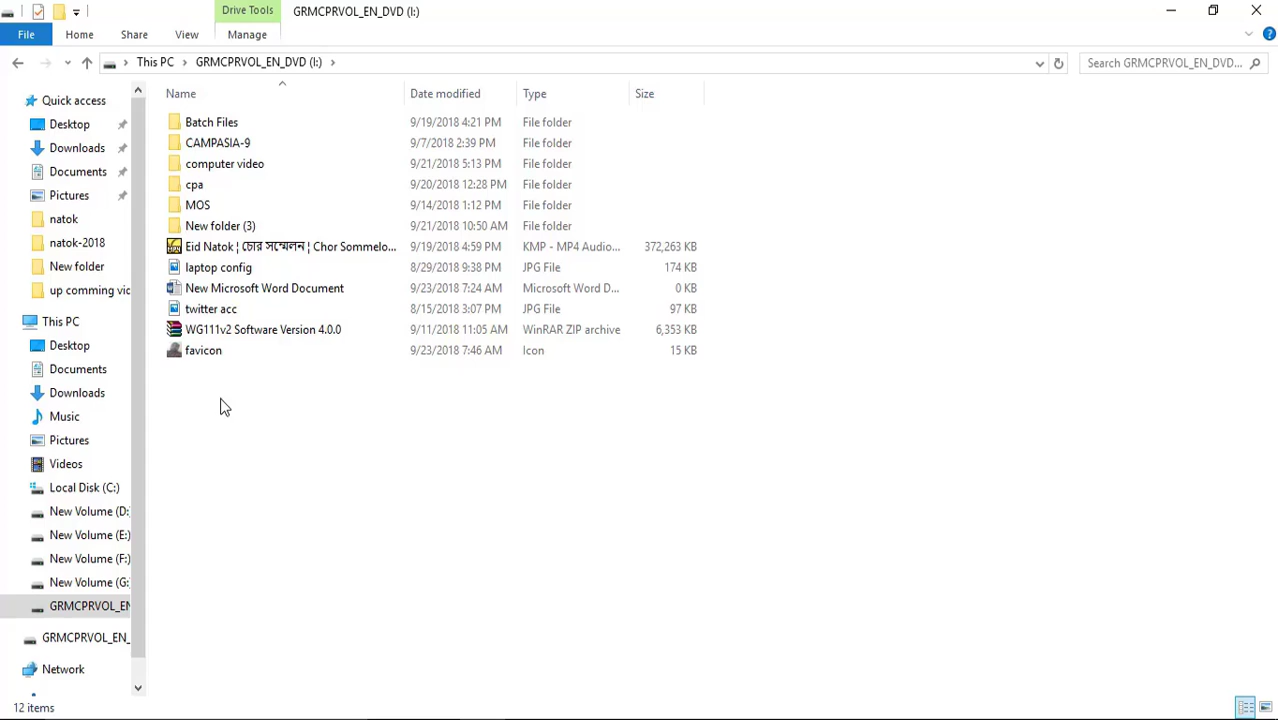 Drive Tools
GRMCPRVOL_EN_DVD (I:)
File
Home
Share
View
Manage
This PC
GRMCPRVOL_EN_DVD (I:)
Search GRMCPRVOL_EN_DVD...
Name
Date modified
Type
Size
Batch Files 9/19/2018 4:21 PM File folder
CAMPASIA-9 9/7/2018 2:39 PM File folder
computer video 9/21/2018 5:13 PM File folder
cpa 9/20/2018 12:28 PM File folder
MOS 9/14/2018 1:12 PM File folder
New folder (3) 9/21/2018 10:50 AM File folder
Eid Natok ¦ চোর সম্মেলন ¦ Chor Sommelo... 9/19/2018 4:59 PM KMP - MP4 Audio... 372,263 KB
laptop config 8/29/2018 9:38 PM JPG File 174 KB
New Microsoft Word Document 9/23/2018 7:24 AM Microsoft Word D... 0 KB
twitter acc 8/15/2018 3:07 PM JPG File 97 KB
WG111v2 Software Version 4.0.0 9/11/2018 11:05 AM WinRAR ZIP archive 6,353 KB
favicon 9/23/2018 7:46 AM Icon 15 KB
Quick access
Desktop
Downloads
Documents
Pictures
natok
natok-2018
New folder
up comming vic
This PC
Desktop
Documents
Downloads
Music
Pictures
Videos
Local Disk (C:)
New Volume (D:
New Volume (E:)
New Volume (F:)
New Volume (G:
GRMCPRVOL_EN
GRMCPRVOL_EN_
Network
12 items